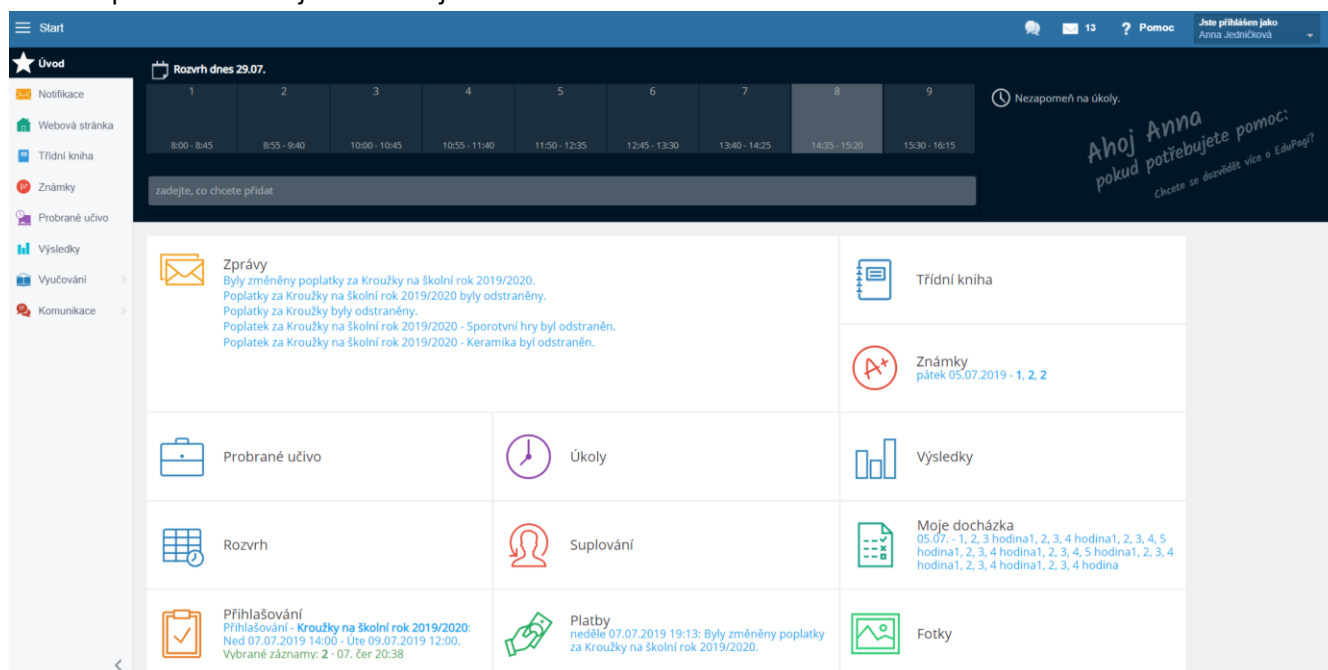 Start
13
? Pomoc
Jste přihlášen jako
Anna Jedničková
Úvod
Notifikace
Webová stránka
Třídní kniha
Známky
Probrané učivo
Výsledky
Vyučování
Komunikace
Rozvrh dnes 29.07.
1 2 3 4 5 6 7 8 9
8:00 - 8:45 8:55 - 9:40 10:00 - 10:45 10:55 - 11:40 11:50 - 12:35 12:45 - 13:30 13:40 - 14:25 14:35 - 15:20 15:30 - 16:15
zadejte, co chcete přidat
Nezapomeň na úkoly.
Ahoj Anna
pokud potřebujete pomoc:
Chcete se dozvědět více o EduPagi?
Zprávy
Byly změněny poplatky za Kroužky na školní rok 2019/2020.
Poplatky za Kroužky na školní rok 2019/2020 byly odstraněny.
Poplatky za Kroužky byly odstraněny.
Poplatek za Kroužky na školní rok 2019/2020 - Sporotvní hry byl odstraněn.
Poplatek za Kroužky na školní rok 2019/2020 - Keramika byl odstraněn.
Třídní kniha
A+
Známky
pátek 05.07.2019 - 1, 2, 2
Probrané učivo
Úkoly
Výsledky
Rozvrh
Suplování
Moje docházka
05.07. - 1, 2, 3 hodina1, 2, 3, 4 hodina1, 2, 3, 4, 5
hodina1, 2, 3, 4 hodina1, 2, 3, 4, 5 hodina1, 2, 3, 4
hodina1, 2, 3, 4 hodina1, 2, 3, 4 hodina
Přihlašování
Přihlašování - Kroužky na školní rok 2019/2020:
Ned 07.07.2019 14:00 - Úte 09.07.2019 12:00.
Vybrané záznamy: 2 · 07. čer 20:38
Platby
neděle 07.07.2019 19:13: Byly změněny poplatky
za Kroužky na školní rok 2019/2020.
Fotky